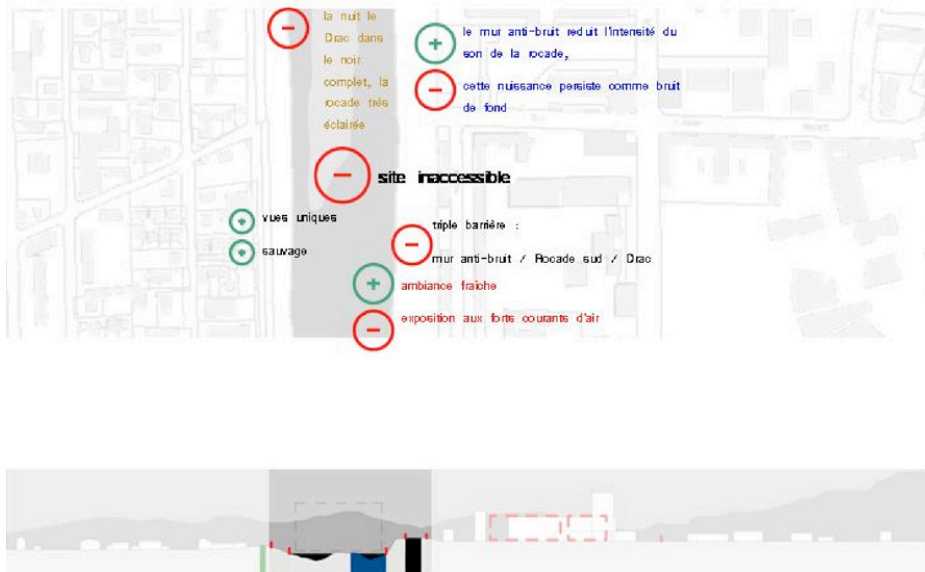 la nuit le
Drac dans
le noir
complet, la
rocade très
éclairée
le mur anti-bruit reduit l'intensité du
son de la rocade,
cette nuissance persiste comme bruit
de fond
site inaccessible
vues uniques
sauvage
triple barrière :
mur anti-bruit / Rocade sud / Drac
ambiance fraîche
exposition aux forts courants d'air